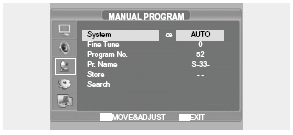 MANUAL PROGRAM
System œ AUTO
Fine Tune 0
Program No. 52
Pr. Name S-33-
Store - -
Search
MOVE&ADJUST EXIT